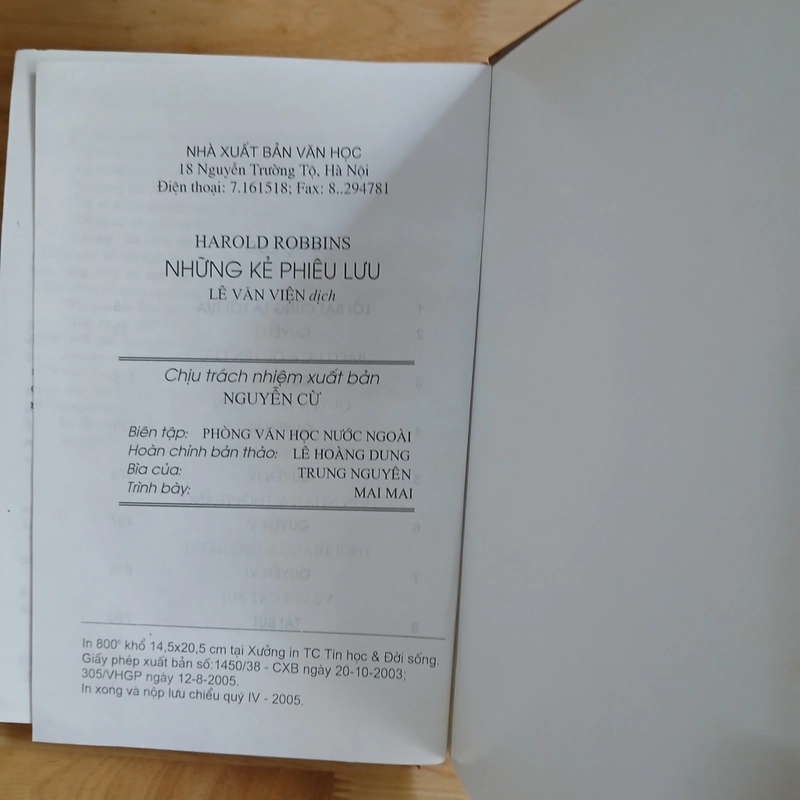 NHÀ XUẤT BẢN VĂN HỌC
18 Nguyễn Trường Tộ, Hà Nội
Điện thoại: 7.161518; Fax: 8..294781
HAROLD ROBBINS
NHỮNG KẺ PHIÊU LƯU
LÊ VĂN VIỆN dịch
Chịu trách nhiệm xuất bản
NGUYỄN CỪ
Biên tập: PHÒNG VĂN HỌC NƯỚC NGOÀI
Hoàn chỉnh bản thảo: LÊ HOÀNG DUNG
Bìa của: TRUNG NGUYÊN
Trình bày: MAI MAI
In 800c khổ 14,5x20,5 cm tại Xưởng in TC Tin học & Đời sống.
Giấy phép xuất bản số:1450/38 - CXB ngày 20-10-2003;
305/VHGP ngày 12-8-2005.
In xong và nộp lưu chiểu quý IV - 2005.